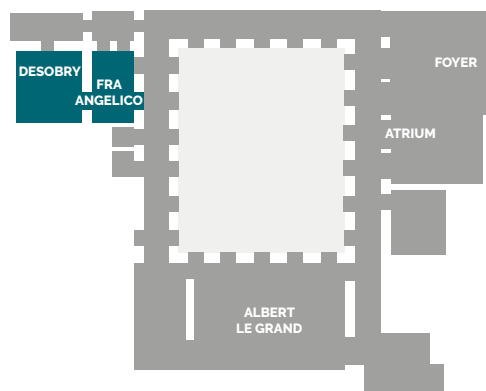 DESOBRY
FRA
ANGELICO
FOYER
ATRIUM
ALBERT
LE GRAND